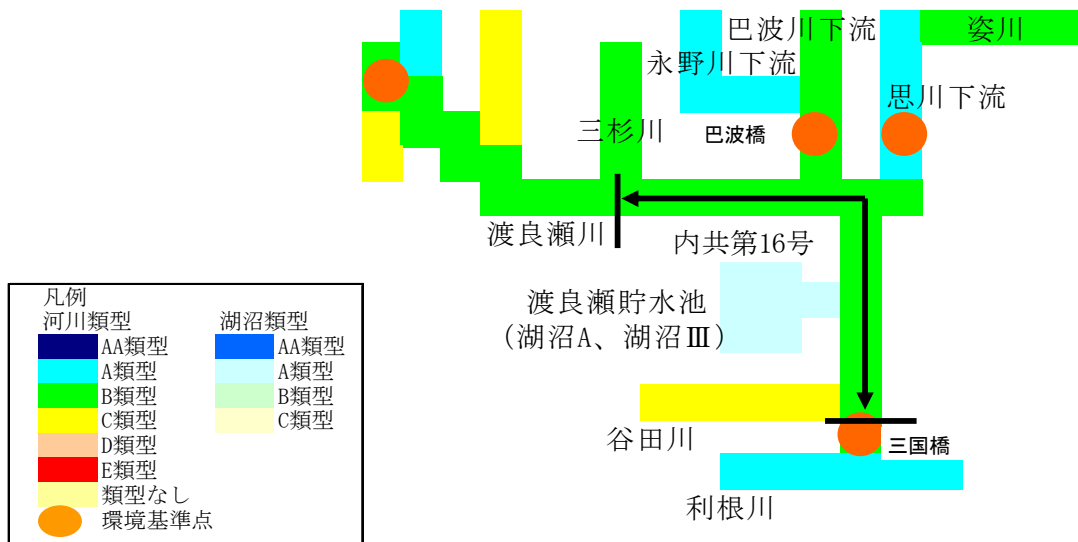 巴波川下流
姿川
永野川下流
思川下流
三杉川
巴波橋
渡良瀬川
内共第16号
渡良瀬貯水池
(湖沼A、湖沼Ⅲ)
谷田川
三国橋
利根川
凡例
河川類型
湖沼類型
AA類型
AA類型
A類型
A類型
B類型
B類型
C類型
C類型
D類型
E類型
類型なし
環境基準点